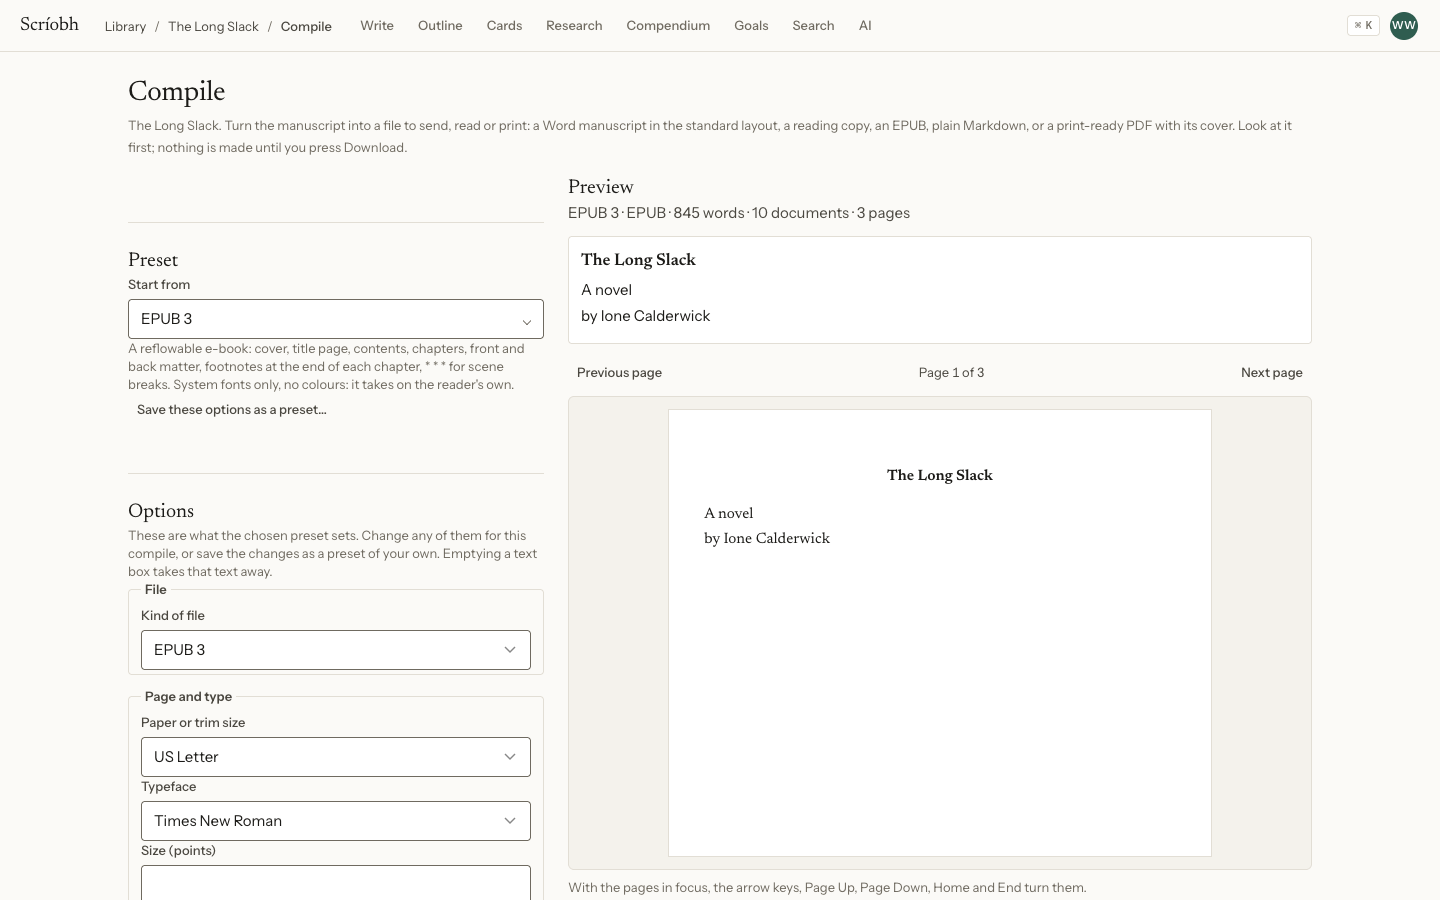 Scríobh
Library / The Long Slack / Compile
Write
Outline
Cards
Research
Compendium
Goals
Search
AI
⌘ K
WW
Compile
The Long Slack. Turn the manuscript into a file to send, read or print: a Word manuscript in the standard layout, a reading copy, an EPUB, plain Markdown, or a print-ready PDF with its cover. Look at it
first; nothing is made until you press Download.
Preset
Start from
EPUB 3
A reflowable e-book: cover, title page, contents, chapters, front and
back matter, footnotes at the end of each chapter, * * * for scene
breaks. System fonts only, no colours: it takes on the reader's own.
Save these options as a preset...
Options
These are what the chosen preset sets. Change any of them for this
compile, or save the changes as a preset of your own. Emptying a text
box takes that text away.
File
Kind of file
EPUB 3
Page and type
Paper or trim size
US Letter
Typeface
Times New Roman
Size (points)
Preview
EPUB 3 · EPUB · 845 words · 10 documents · 3 pages
The Long Slack
A novel
by Ione Calderwick
Previous page
Page 1 of 3
Next page
The Long Slack
A novel
by Ione Calderwick
With the pages in focus, the arrow keys, Page Up, Page Down, Home and End turn them.